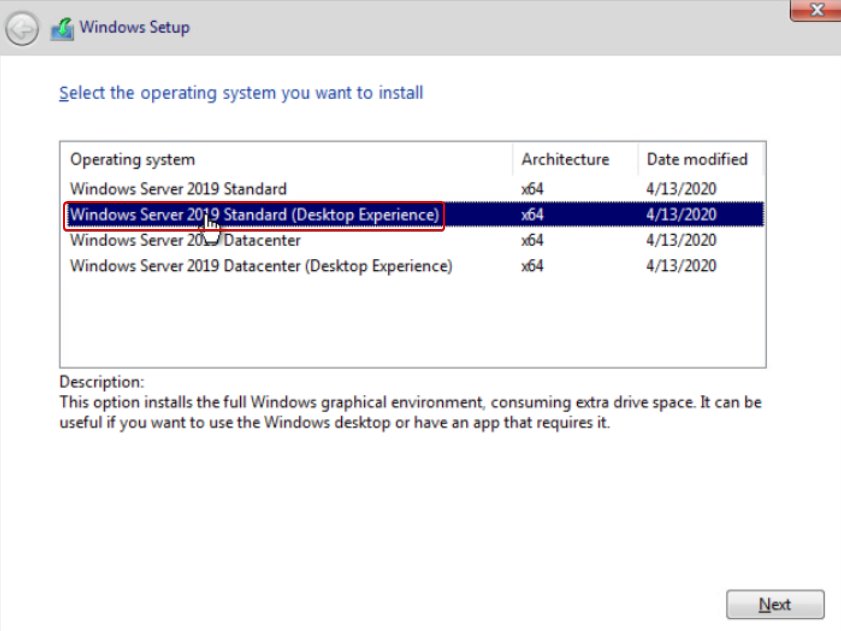 Windows Setup
Select the operating system you want to install
Operating system Architecture Date modified
Windows Server 2019 Standard x64 4/13/2020
Windows Server 2019 Standard (Desktop Experience) x64 4/13/2020
Windows Server 2019 Datacenter x64 4/13/2020
Windows Server 2019 Datacenter (Desktop Experience) x64 4/13/2020
Description:
This option installs the full Windows graphical environment, consuming extra drive space. It can be
useful if you want to use the Windows desktop or have an app that requires it.
Next